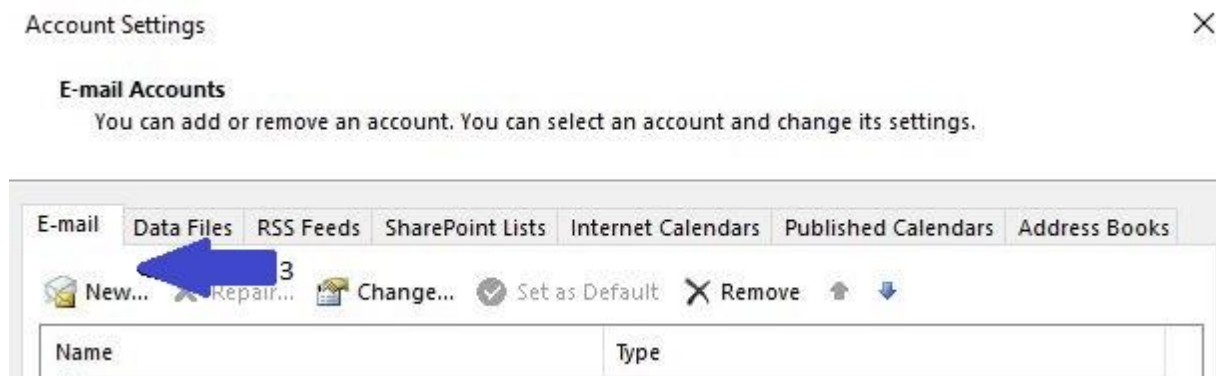 Account Settings
E-mail Accounts
You can add or remove an account. You can select an account and change its settings.
E-mail Data Files RSS Feeds SharePoint Lists Internet Calendars Published Calendars Address Books
3
New... Repair... Change... Set as Default Remove
Name Type